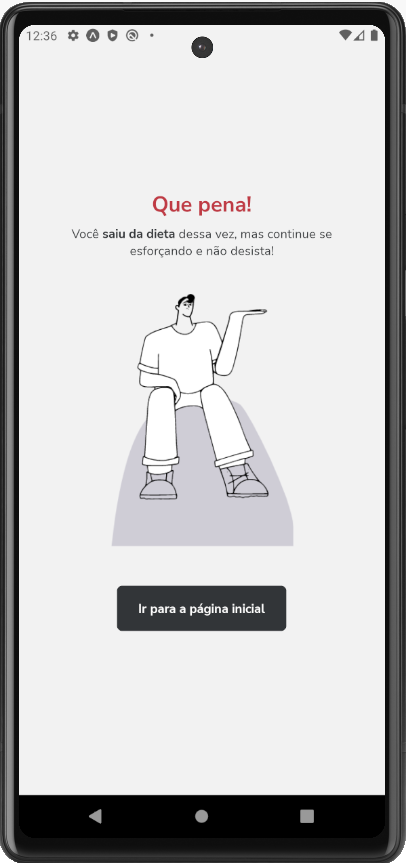 12:36
Que pena!
Você saiu da dieta dessa vez, mas continue se
esforçando e não desista!
Ir para a página inicial